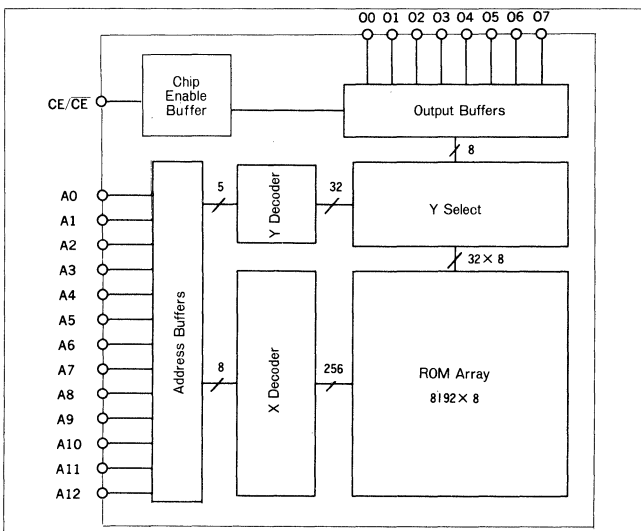 O0 O1 O2 O3 O4 O5 O6 O7
Chip
Enable
Buffer
CE/C̅E̅
Output Buffers
8
5
Y Decoder
32
Y Select
32 × 8
A0
A1
A2
A3
A4
A5
A6
A7
A8
A9
A10
A11
A12
Address Buffers
8
X Decoder
256
ROM Array
8192 × 8